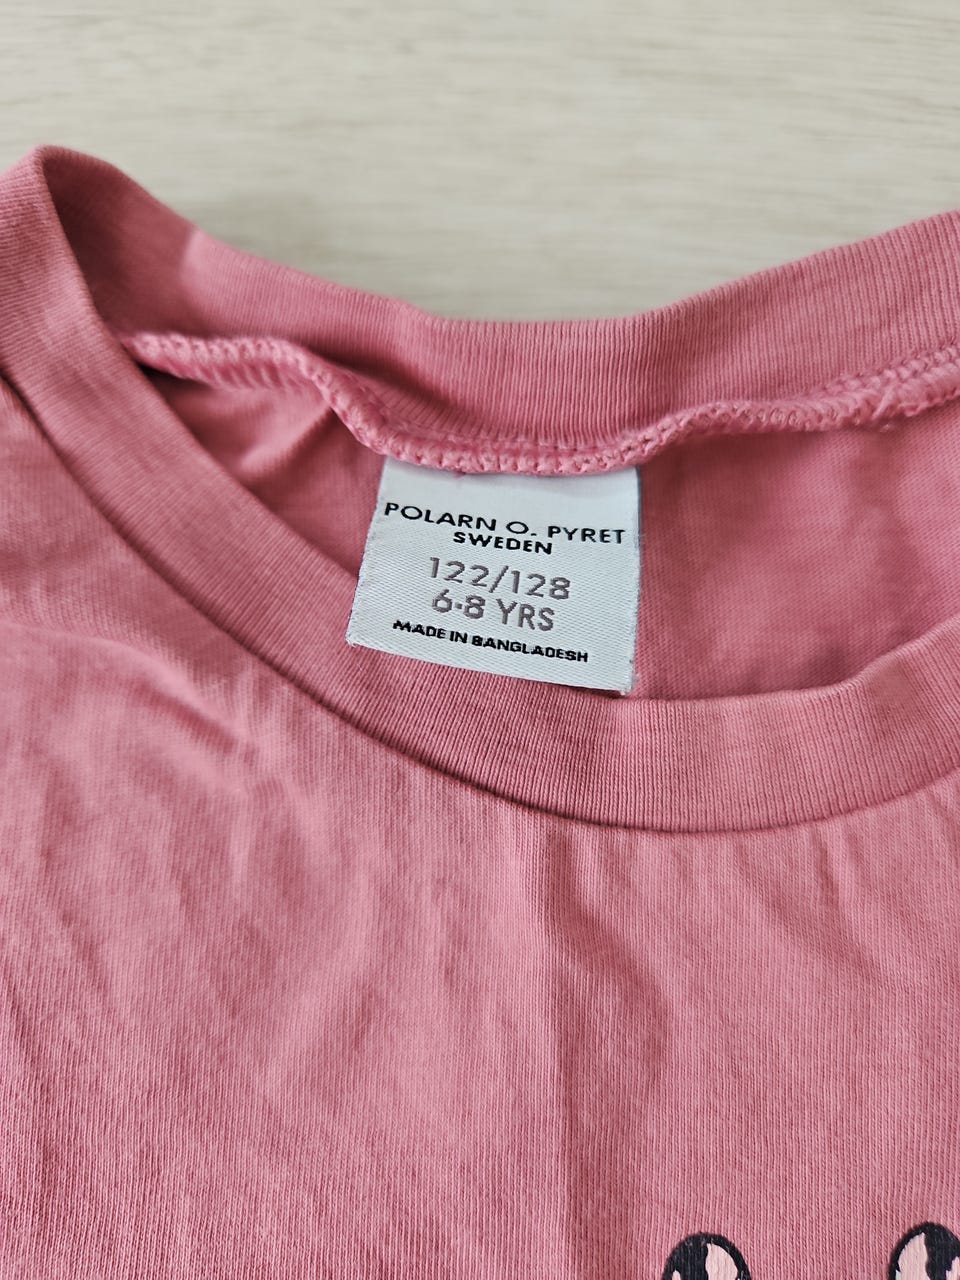 POLARN O. PYRET
SWEDEN
122/128
6-8 YRS
MADE IN BANGLADESH